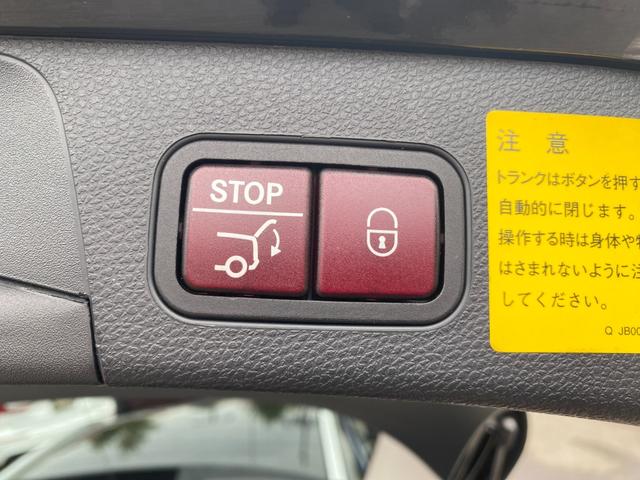 STOP
注意
トランクはボタンを押す
自動的に閉じます。
操作する時は身体や
はさまれないように注
してください。
Q JB00